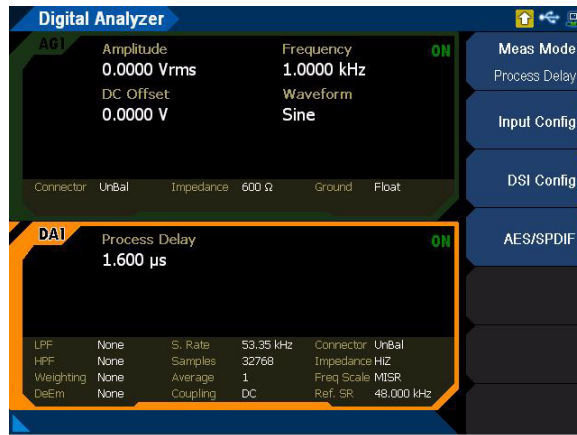 Digital Analyzer
AG1
ON
Amplitude Frequency
0.0000 Vrms 1.0000 kHz
DC Offset Waveform
0.0000 V Sine
Connector UnBal Impedance 600 Ω Ground Float
DA1
ON
Process Delay
1.600 µs
LPF None S. Rate 53.35 kHz Connector UnBal
HPF None Samples 32768 Impedance HiZ
Weighting None Average 1 Freq Scale MISR
DeEm None Coupling DC Ref. SR 48.000 kHz
Meas Mode
Process Delay
Input Config
DSI Config
AES/SPDIF